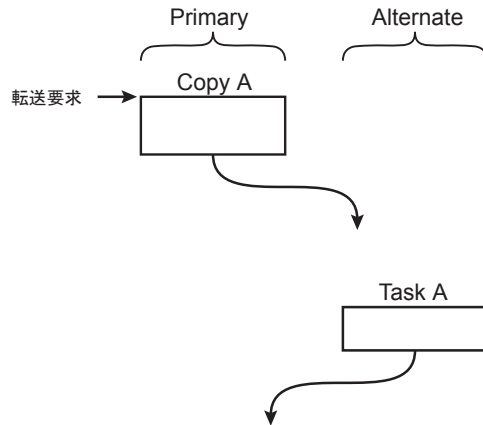 Primary
Alternate
Copy A
転送要求
Task A